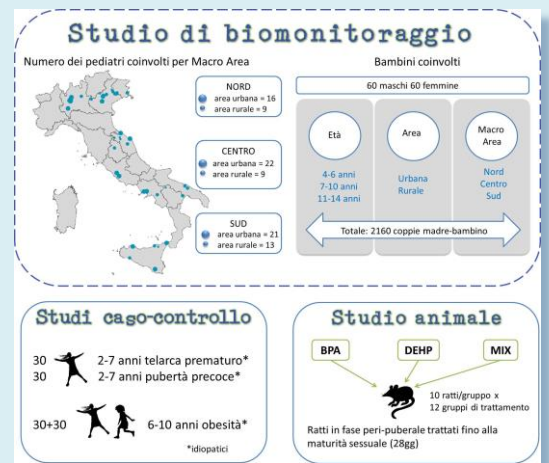 Studio di biomonitoraggio
Numero dei pediatri coinvolti per Macro Area
NORD
area urbana = 16
area rurale = 9
CENTRO
area urbana = 22
area rurale = 9
SUD
area urbana = 21
area rurale = 13
Bambini coinvolti
60 maschi 60 femmine
Età
4-6 anni
7-10 anni
11-14 anni
Area
Urbana
Rurale
Macro
Area
Nord
Centro
Sud
Totale: 2160 coppie madre-bambino
Studi caso-controllo
30 2-7 anni telarca prematuro*
30 2-7 anni pubertà precoce*
30+30 6-10 anni obesità*
*idiopatici
Studio animale
BPA DEHP MIX
10 ratti/gruppo x
12 gruppi di trattamento
Ratti in fase peri-puberale trattati fino alla
maturità sessuale (28gg)